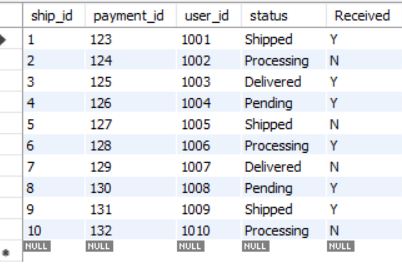 ship_id payment_id user_id status Received
1 123 1001 Shipped Y
2 124 1002 Processing N
3 125 1003 Delivered Y
4 126 1004 Pending Y
5 127 1005 Shipped N
6 128 1006 Processing Y
7 129 1007 Delivered N
8 130 1008 Pending Y
9 131 1009 Shipped Y
10 132 1010 Processing N
NULL NULL NULL NULL NULL